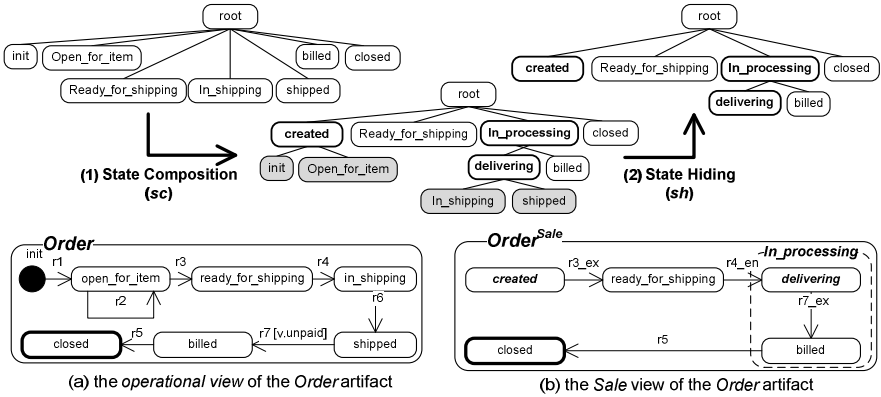 root
init
Open_for_item
billed
closed
Ready_for_shipping
In_shipping
shipped
(1) State Composition
(sc)
root
created
Ready_for_shipping
In_processing
closed
init
Open_for_item
delivering
billed
In_shipping
shipped
root
created
Ready_for_shipping
In_processing
closed
delivering
billed
(2) State Hiding
(sh)
Order
init
r1
open_for_item
r2
r3
ready_for_shipping
r4
in_shipping
r6
closed
r5
billed
r7 [v.unpaid]
shipped
(a) the operational view of the Order artifact
Order Sale
In_processing
created
r3_ex
ready_for_shipping
r4_en
delivering
r7_ex
closed
r5
billed
(b) the Sale view of the Order artifact